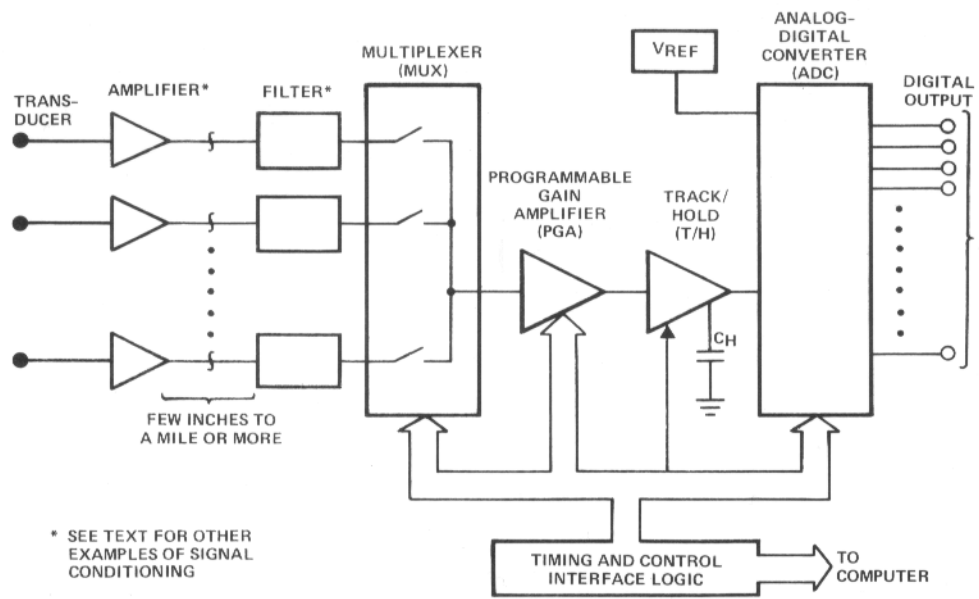 ANALOG-
DIGITAL
CONVERTER
(ADC)
VREF
MULTIPLEXER
(MUX)
DIGITAL
OUTPUT
AMPLIFIER*
FILTER*
TRANS-
DUCER
PROGRAMMABLE
GAIN
AMPLIFIER
(PGA)
TRACK/
HOLD
(T/H)
CH
FEW INCHES TO
A MILE OR MORE
* SEE TEXT FOR OTHER
EXAMPLES OF SIGNAL
CONDITIONING
TIMING AND CONTROL
INTERFACE LOGIC
TO
COMPUTER